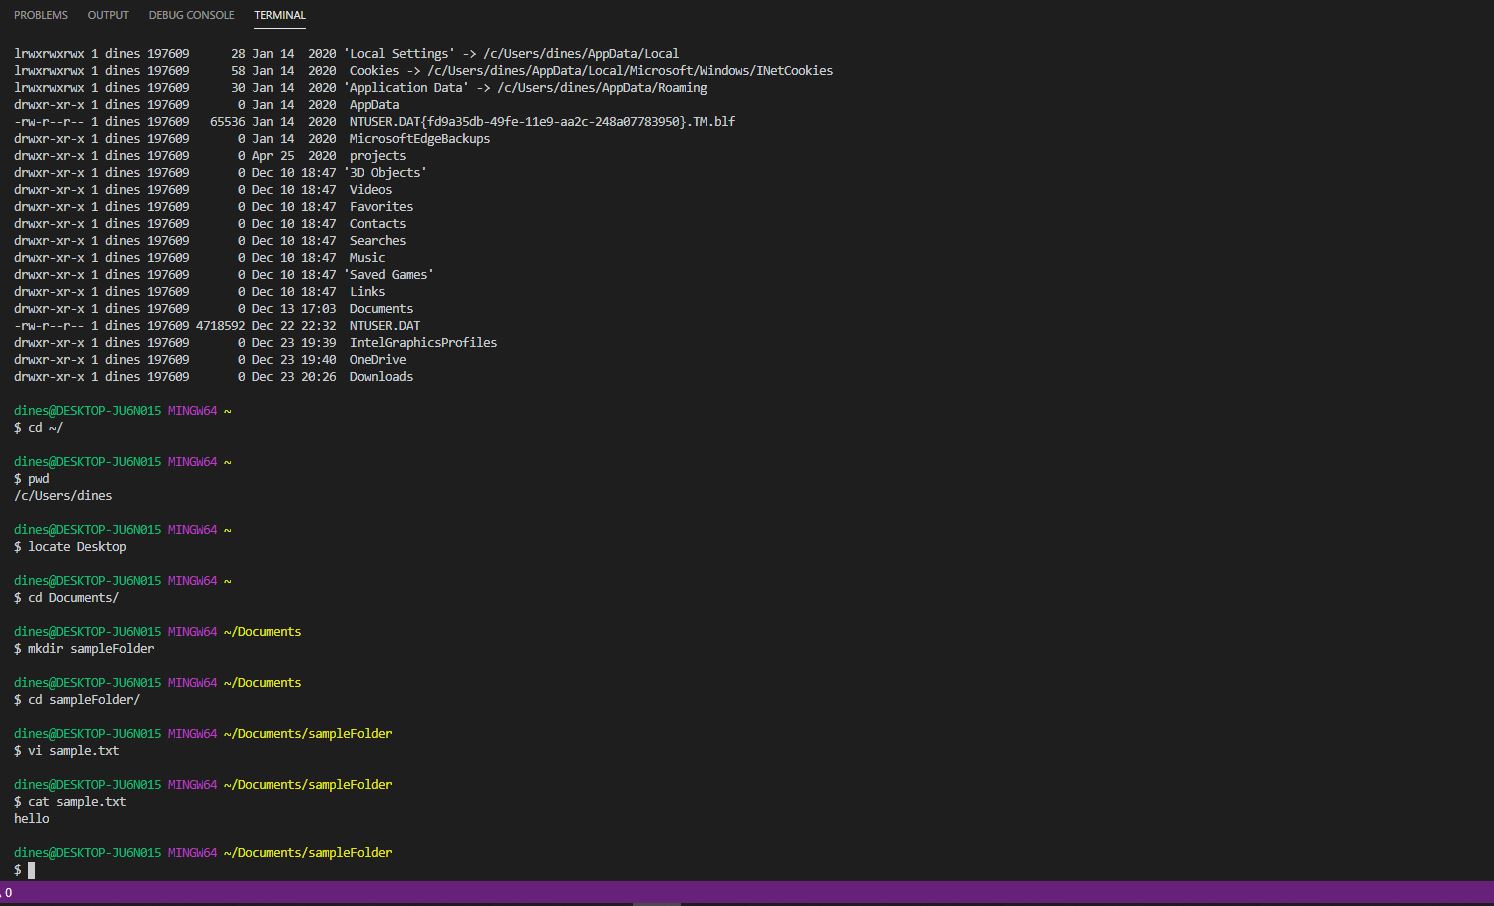 PROBLEMS OUTPUT DEBUG CONSOLE TERMINAL
lrwxrwxrwx 1 dines 197609      28 Jan 14  2020 'Local Settings' -> /c/Users/dines/AppData/Local
lrwxrwxrwx 1 dines 197609      58 Jan 14  2020  Cookies -> /c/Users/dines/AppData/Local/Microsoft/Windows/INetCookies
lrwxrwxrwx 1 dines 197609      30 Jan 14  2020 'Application Data' -> /c/Users/dines/AppData/Roaming
drwxr-xr-x 1 dines 197609       0 Jan 14  2020  AppData
-rw-r--r-- 1 dines 197609   65536 Jan 14  2020  NTUSER.DAT{fd9a35db-49fe-11e9-aa2c-248a07783950}.TM.blf
drwxr-xr-x 1 dines 197609       0 Jan 14  2020  MicrosoftEdgeBackups
drwxr-xr-x 1 dines 197609       0 Apr 25  2020  projects
drwxr-xr-x 1 dines 197609       0 Dec 10 18:47 '3D Objects'
drwxr-xr-x 1 dines 197609       0 Dec 10 18:47  Videos
drwxr-xr-x 1 dines 197609       0 Dec 10 18:47  Favorites
drwxr-xr-x 1 dines 197609       0 Dec 10 18:47  Contacts
drwxr-xr-x 1 dines 197609       0 Dec 10 18:47  Searches
drwxr-xr-x 1 dines 197609       0 Dec 10 18:47  Music
drwxr-xr-x 1 dines 197609       0 Dec 10 18:47 'Saved Games'
drwxr-xr-x 1 dines 197609       0 Dec 10 18:47  Links
drwxr-xr-x 1 dines 197609       0 Dec 13 17:03  Documents
-rw-r--r-- 1 dines 197609 4718592 Dec 22 22:32  NTUSER.DAT
drwxr-xr-x 1 dines 197609       0 Dec 23 19:39  IntelGraphicsProfiles
drwxr-xr-x 1 dines 197609       0 Dec 23 19:40  OneDrive
drwxr-xr-x 1 dines 197609       0 Dec 23 20:26  Downloads
dines@DESKTOP-JU6N015 MINGW64 ~
$ cd ~/
dines@DESKTOP-JU6N015 MINGW64 ~
$ pwd
/c/Users/dines
dines@DESKTOP-JU6N015 MINGW64 ~
$ locate Desktop
dines@DESKTOP-JU6N015 MINGW64 ~
$ cd Documents/
dines@DESKTOP-JU6N015 MINGW64 ~/Documents
$ mkdir sampleFolder
dines@DESKTOP-JU6N015 MINGW64 ~/Documents
$ cd sampleFolder/
dines@DESKTOP-JU6N015 MINGW64 ~/Documents/sampleFolder
$ vi sample.txt
dines@DESKTOP-JU6N015 MINGW64 ~/Documents/sampleFolder
$ cat sample.txt
hello
dines@DESKTOP-JU6N015 MINGW64 ~/Documents/sampleFolder
$
0